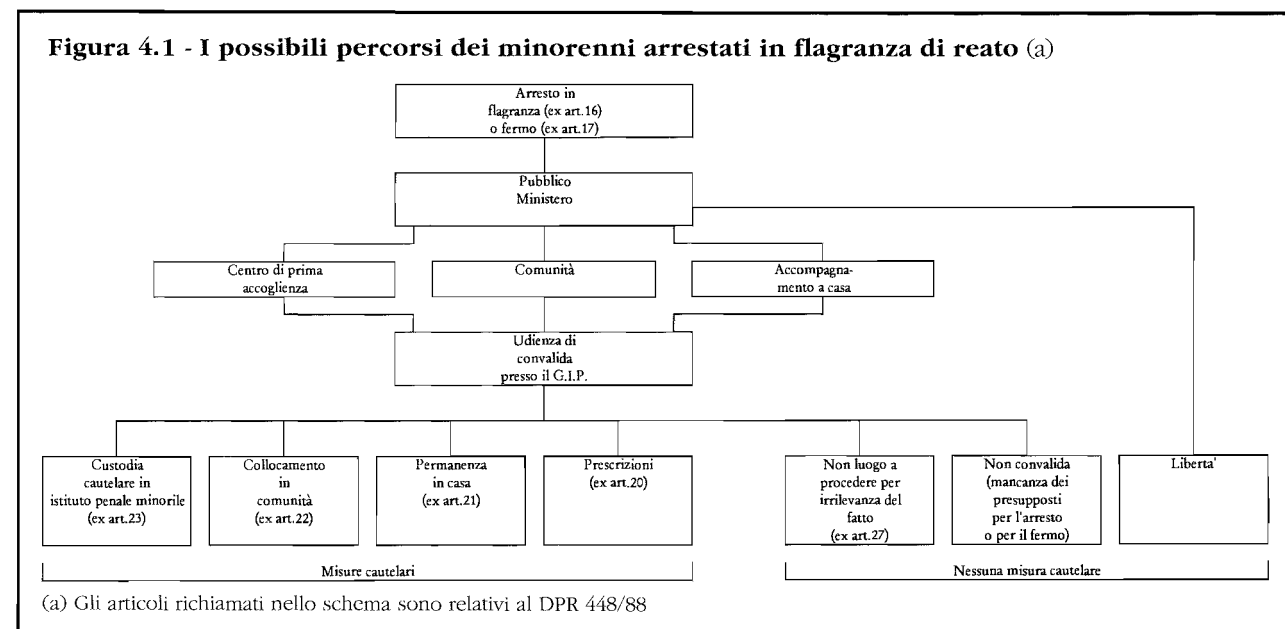 Figura 4.1 - I possibili percorsi dei minorenni arrestati in flagranza di reato (a)
Arresto in
flagranza (ex art.16)
o fermo (ex art.17)
Pubblico
Ministero
Centro di prima
accoglienza
Comunità
Accompagna-
mento a casa
Udienza di
convalida
presso il G.I.P.
Custodia
cautelare in
istituto penale minorile
(ex art.23)
Collocamento
in
comunità
(ex art.22)
Permanenza
in casa
(ex art.21)
Prescrizioni
(ex art.20)
Non luogo a
procedere per
irrilevanza del
fatto
(ex art.27)
Non convalida
(mancanza dei
presupposti
per l'arresto
o per il fermo)
Liberta'
Misure cautelari
Nessuna misura cautelare
(a) Gli articoli richiamati nello schema sono relativi al DPR 448/88